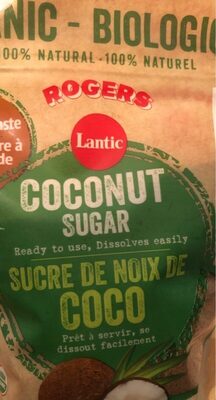 NIC - BIOLOGI
100% NATURAL · 100% NATUREL
ROGERS
Lantic
COCONUT
SUGAR
Ready to use, Dissolves easily
SUCRE DE NOIX DE
COCO
Prêt à servir, se
dissout facilement